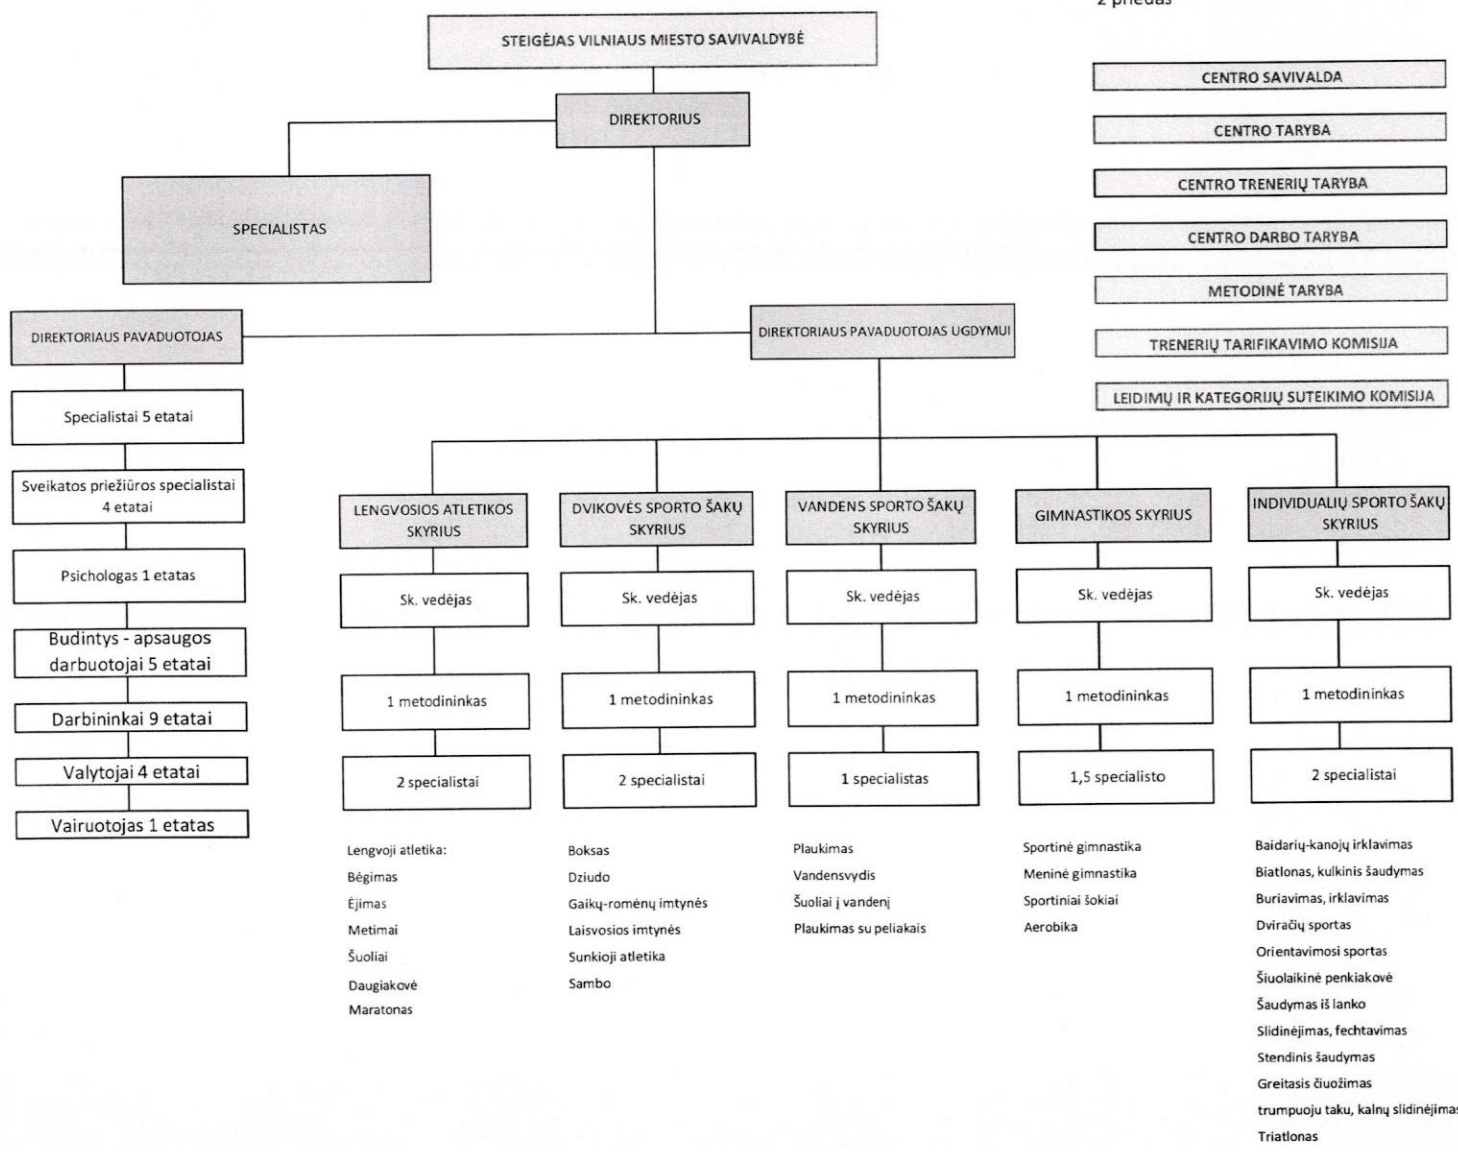 2 priedas
STEIGĖJAS VILNIAUS MIESTO SAVIVALDYBĖ
DIREKTORIUS
SPECIALISTAS
CENTRO SAVIVALDA
CENTRO TARYBA
CENTRO TRENERIŲ TARYBA
CENTRO DARBO TARYBA
METODINĖ TARYBA
TRENERIŲ TARIFIKAVIMO KOMISIJA
LEIDIMŲ IR KATEGORIJŲ SUTEIKIMO KOMISIJA
DIREKTORIAUS PAVADUOTOJAS
Specialistai 5 etatai
Sveikatos priežiūros specialistai
4 etatai
Psichologas 1 etatas
Budintys - apsaugos
darbuotojai 5 etatai
Darbininkai 9 etatai
Valytojai 4 etatai
Vairuotojas 1 etatas
DIREKTORIAUS PAVADUOTOJAS UGDYMUI
LENGVOSIOS ATLETIKOS
SKYRIUS
Sk. vedėjas
1 metodininkas
2 specialistai
Lengvoji atletika:
Bėgimas
Ėjimas
Metimai
Šuoliai
Daugiakovė
Maratonas
DVIKOVĖS SPORTO ŠAKŲ
SKYRIUS
Sk. vedėjas
1 metodininkas
2 specialistai
Boksas
Dziudo
Gaikų-romėnų imtynės
Laisvosios imtynės
Sunkioji atletika
Sambo
VANDENS SPORTO ŠAKŲ
SKYRIUS
Sk. vedėjas
1 metodininkas
1 specialistas
Plaukimas
Vandensvydis
Šuoliai į vandenį
Plaukimas su peliakais
GIMNASTIKOS SKYRIUS
Sk. vedėjas
1 metodininkas
1,5 specialisto
Sportinė gimnastika
Meninė gimnastika
Sportiniai šokiai
Aerobika
INDIVIDUALIŲ SPORTO ŠAKŲ
SKYRIUS
Sk. vedėjas
1 metodininkas
2 specialistai
Baidarių-kanojų irklavimas
Biatlonas, kulkinis šaudymas
Buriavimas, irklavimas
Dviračių sportas
Orientavimosi sportas
Šiuolaikinė penkiakovė
Šaudymas iš lanko
Slidinėjimas, fechtavimas
Stendinis šaudymas
Greitasis čiuožimas
trumpuoju taku, kalnų slidinėjimas
Triatlonas